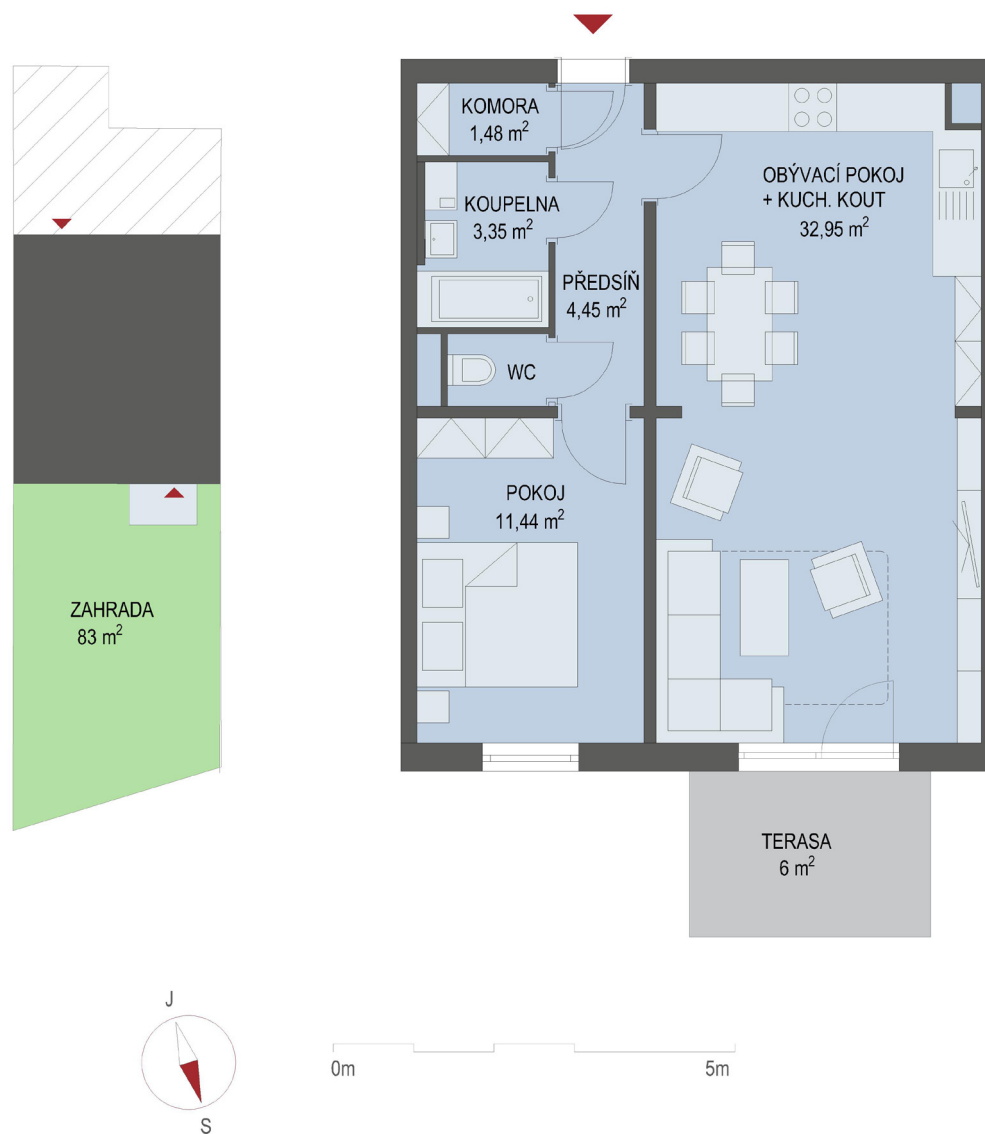 KOMORA
1,48 m²
KOUPELNA
3,35 m²
OBÝVACÍ POKOJ
+ KUCH. KOUT
32,95 m²
PŘEDSÍŇ
4,45 m²
WC
POKOJ
11,44 m²
ZAHRADA
83 m²
TERASA
6 m²
J
S
0m
5m